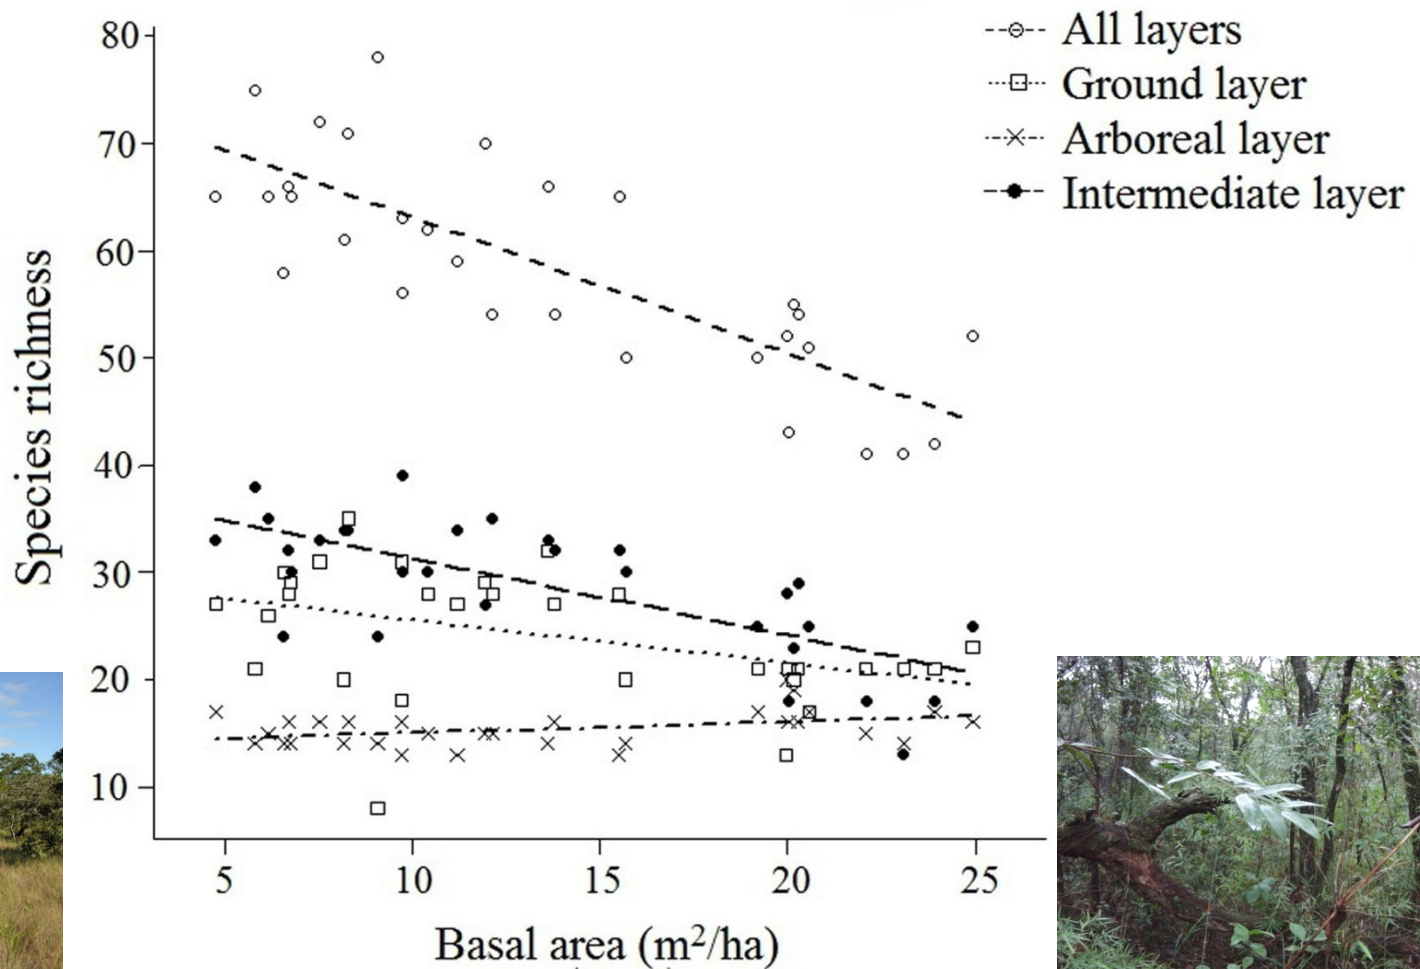 All layers
Ground layer
Arboreal layer
Intermediate layer
Species richness
80
70
60
50
40
30
20
10
5 10 15 20 25
Basal area (m²/ha)